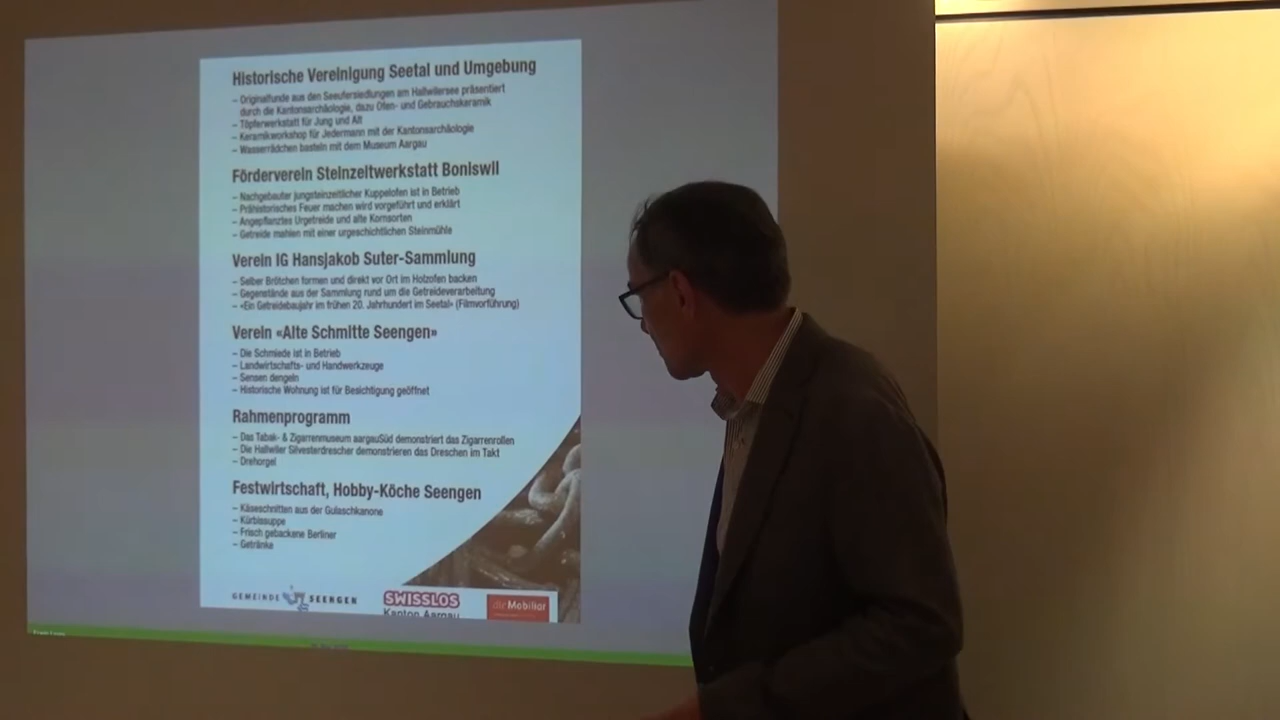 Historische Vereinigung Seetal und Umgebung
– Originalfunde aus den Seeufersiedlungen am Hallwilersee präsentiert
durch die Kantonsarchäologie, dazu Ofen- und Gebrauchskeramik
– Töpferwerkstatt für Jung und Alt
– Keramikworkshop für Jedermann mit der Kantonsarchäologie
– Wasserrädchen basteln mit dem Museum Aargau
Förderverein Steinzeitwerkstatt Boniswil
– Nachgebauter jungsteinzeitlicher Kuppelofen ist in Betrieb
– Prähistorisches Feuer machen wird vorgeführt und erklärt
– Angepflanztes Urgetreide und alte Kornsorten
– Getreide mahlen mit einer urgeschichtlichen Steinmühle
Verein IG Hansjakob Suter-Sammlung
– Selber Brötchen formen und direkt vor Ort im Holzofen backen
– Gegenstände aus der Sammlung rund um die Getreideverarbeitung
– «Ein Getreidebaujahr im frühen 20. Jahrhundert im Seetal» (Filmvorführung)
Verein «Alte Schmitte Seengen»
– Die Schmiede ist in Betrieb
– Landwirtschafts- und Handwerkzeuge
– Sensen dengeln
– Historische Wohnung ist für Besichtigung geöffnet
Rahmenprogramm
– Das Tabak- & Zigarrenmuseum aargauSüd demonstriert das Zigarrenrollen
– Die Hallwiler Silvesterdrescher demonstrieren das Dreschen im Takt
– Drehorgel
Festwirtschaft, Hobby-Köche Seengen
– Käseschnitten aus der Gulaschkanone
– Kürbissuppe
– Frisch gebackene Berliner
– Getränke
GEMEINDE SEENGEN
SWISSLOS
Kanton Aargau
die Mobiliar